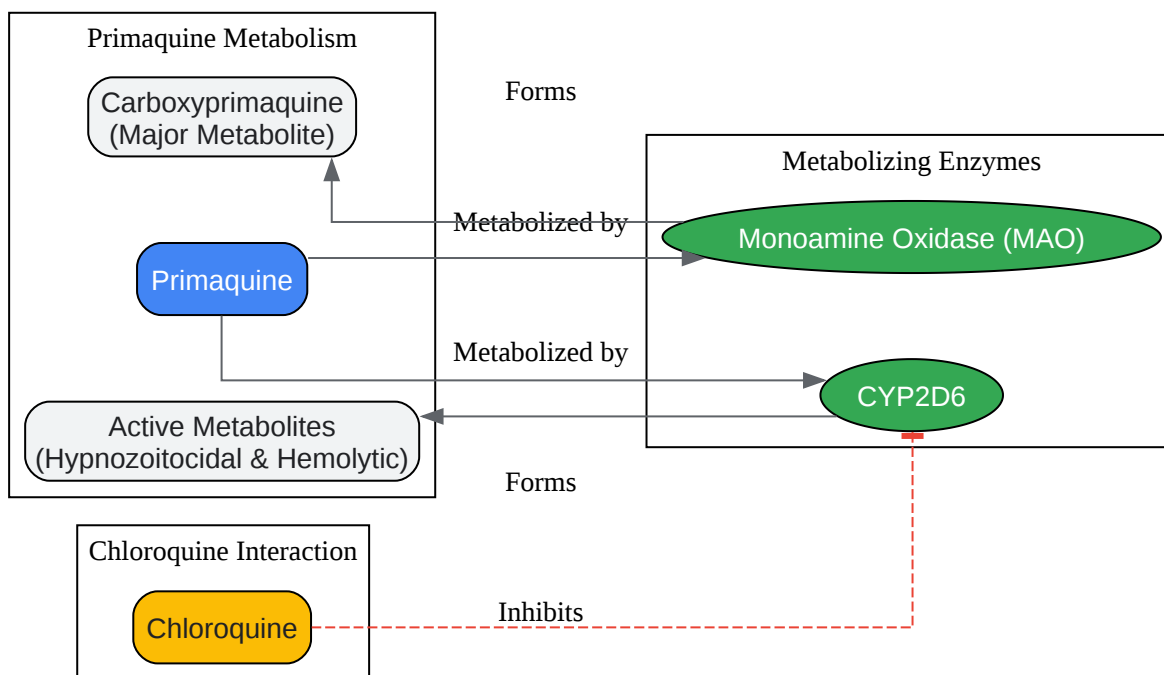 Primaquine Metabolism
Carboxyprimaquine
(Major Metabolite)
Forms
Metabolizing Enzymes
Metabolized by
Monoamine Oxidase (MAO)
Primaquine
Metabolized by
CYP2D6
Active Metabolites
(Hypnozoitocidal & Hemolytic)
Forms
Chloroquine Interaction
Chloroquine
Inhibits